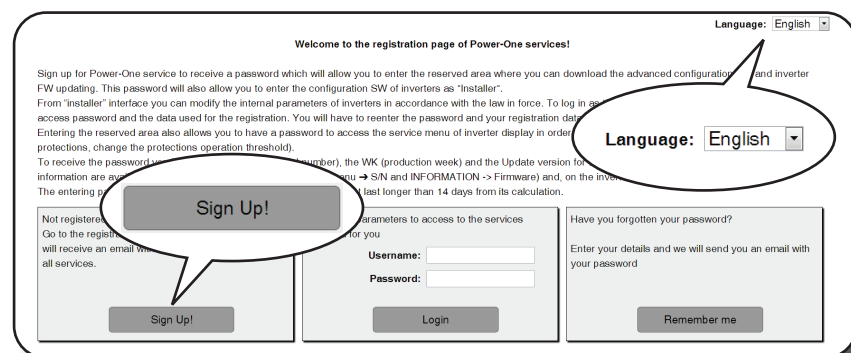 Language: English
Welcome to the registration page of Power-One services!
Sign up for Power-One service to receive a password which will allow you to enter the reserved area where you can download the advanced configuration and inverter
FW updating. This password will also allow you to enter the configuration SW of inverters as "Installer".
From "installer" interface you can modify the internal parameters of inverters in accordance with the law in force. To log in as
access password and the data used for the registration. You will have to reenter the password and your registration data
Entering the reserved area also allows you to have a password to access the service menu of inverter display in order
protections, change the protections operation threshold).
To receive the password number), the WK (production week) and the Update version for
information are S/N and INFORMATION -> Firmware) and, on the
The entering last longer than 14 days from its calculation.
Language: English
Sign Up!
Not registered
Go to the
will receive an email
all services.
Sign Up!
parameters to access to the services
for you
Username:
Password:
Login
Have you forgotten your password?
Enter your details and we will send you an email with
your password
Remember me